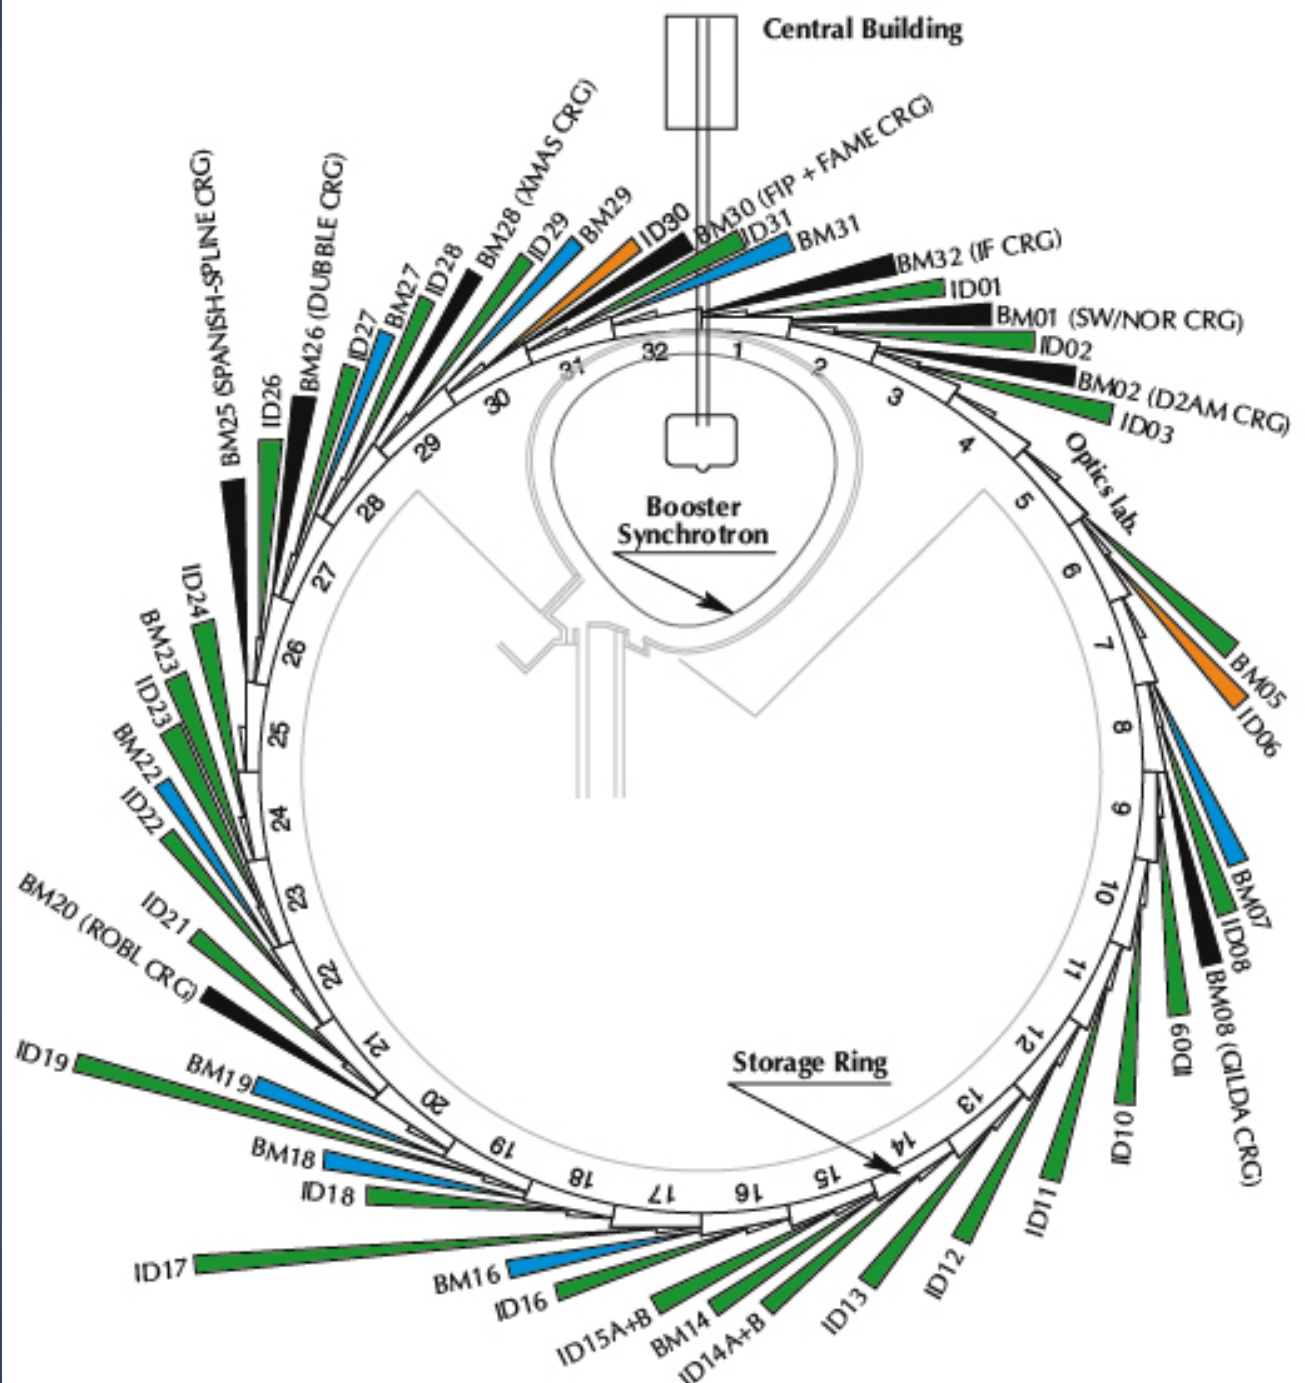 Central Building
BM25 (SPANISH-SPLINE CRG)
ID26
BM26 (DUBBLE CRG)
ID27
BM27
ID28
BM28 (XMAS CRG)
ID29
BM29
ID30
BM30 (FIP + FAME CRG)
ID31
BM31
BM32 (IF CRG)
ID01
BM01 (SW/NOR CRG)
ID02
BM02 (D2AM CRG)
ID03
Optics lab.
BM05
ID06
BM07
ID08
BM08 (GILDA CRG)
ID09
ID10
ID11
ID12
ID13
ID14A+B
BM14
ID15A+B
ID16
BM16
ID17
ID18
BM18
BM19
ID19
BM20 (ROBL CRG)
ID21
ID22
BM22
ID23
BM23
ID24
1
2
3
4
5
6
7
8
9
10
11
12
13
14
15
16
17
18
19
20
21
22
23
24
25
26
27
28
29
30
31
32
Booster
Synchrotron
Storage Ring